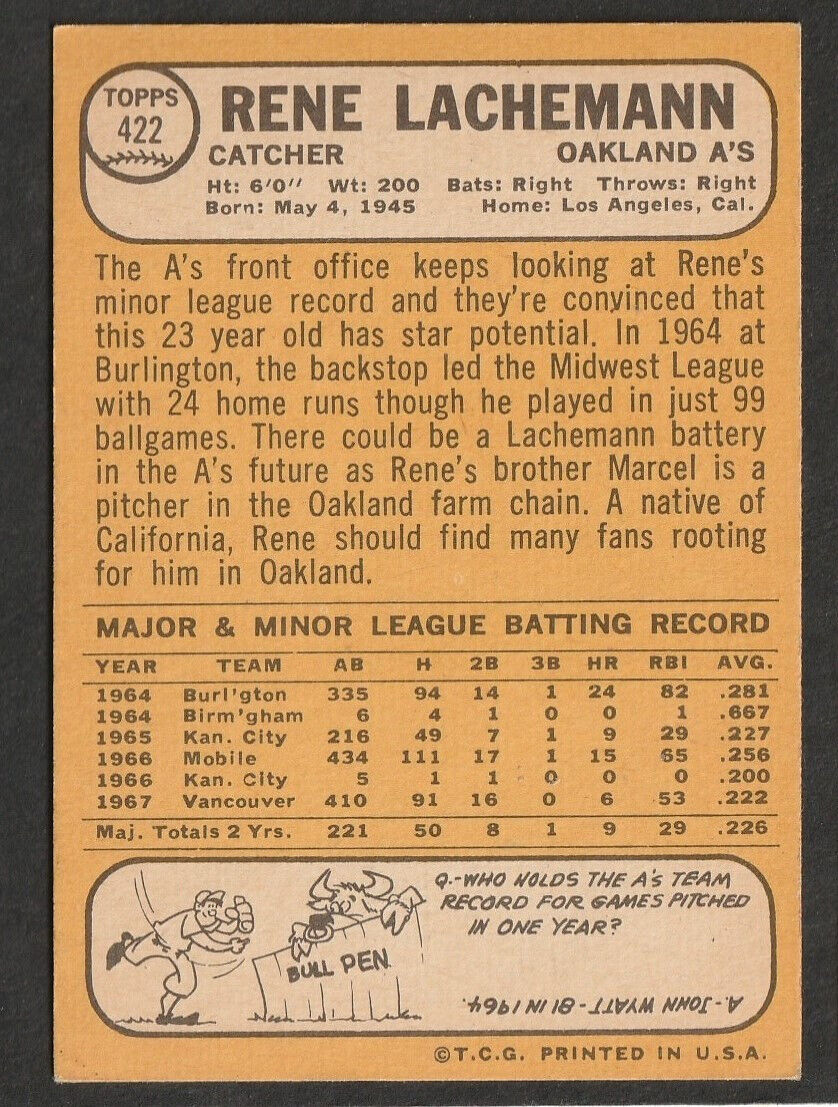 TOPPS
422
RENE LACHEMANN
CATCHER OAKLAND A'S
Ht: 6'0" Wt: 200 Bats: Right Throws: Right
Born: May 4, 1945 Home: Los Angeles, Cal.
The A's front office keeps looking at Rene's
minor league record and they're convinced that
this 23 year old has star potential. In 1964 at
Burlington, the backstop led the Midwest League
with 24 home runs though he played in just 99
ballgames. There could be a Lachemann battery
in the A's future as Rene's brother Marcel is a
pitcher in the Oakland farm chain. A native of
California, Rene should find many fans rooting
for him in Oakland.
MAJOR & MINOR LEAGUE BATTING RECORD
YEAR TEAM AB H 2B 3B HR RBI AVG.
1964 Burl'gton 335 94 14 1 24 82 .281
1964 Birm'gham 6 4 1 0 0 1 .667
1965 Kan. City 216 49 7 1 9 29 .227
1966 Mobile 434 111 17 1 15 65 .256
1966 Kan. City 5 1 1 0 0 0 .200
1967 Vancouver 410 91 16 0 6 53 .222
Maj. Totals 2 Yrs. 221 50 8 1 9 29 .226
BULL PEN
Q.-WHO HOLDS THE A'S TEAM
RECORD FOR GAMES PITCHED
IN ONE YEAR?
A.-JOHN WYATT-81 IN 1964.
©T.C.G. PRINTED IN U.S.A.